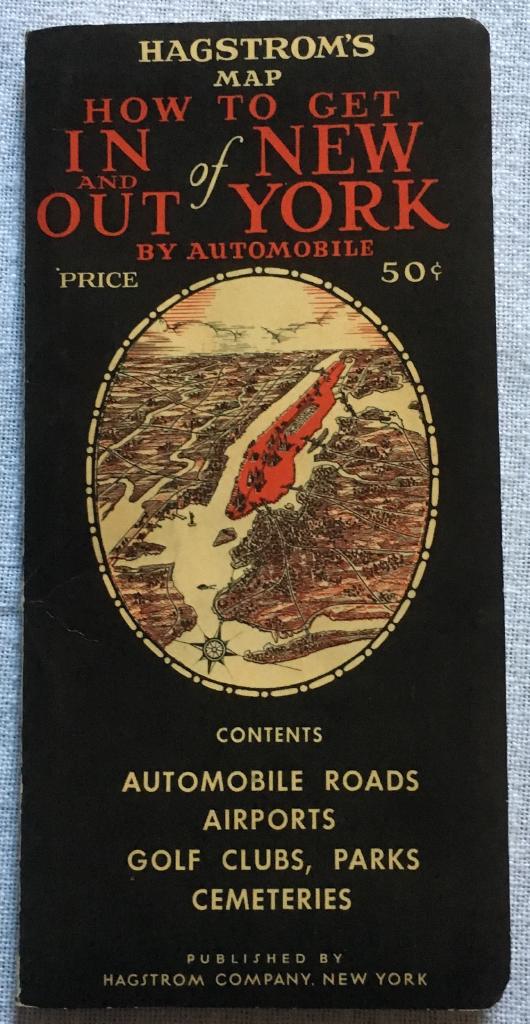 HAGSTROM'S
MAP
HOW TO GET
IN AND OUT of NEW YORK
BY AUTOMOBILE
PRICE 50¢
CONTENTS
AUTOMOBILE ROADS
AIRPORTS
GOLF CLUBS, PARKS
CEMETERIES
PUBLISHED BY
HAGSTROM COMPANY, NEW YORK